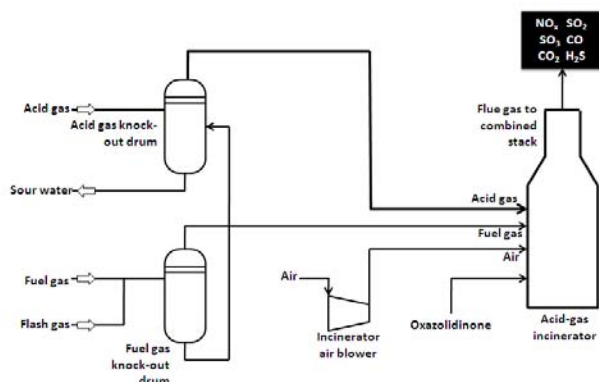 NOx SO2
SO3 CO
CO2 H2S
Flue gas to
combined
stack
Acid gas
Acid gas knock-
out drum
Sour water
Acid gas
Fuel gas
Air
Fuel gas
Flash gas
Air
Incinerator
air blower
Oxazolidinone
Acid-gas
incinerator
Fuel gas
knock-out
drum